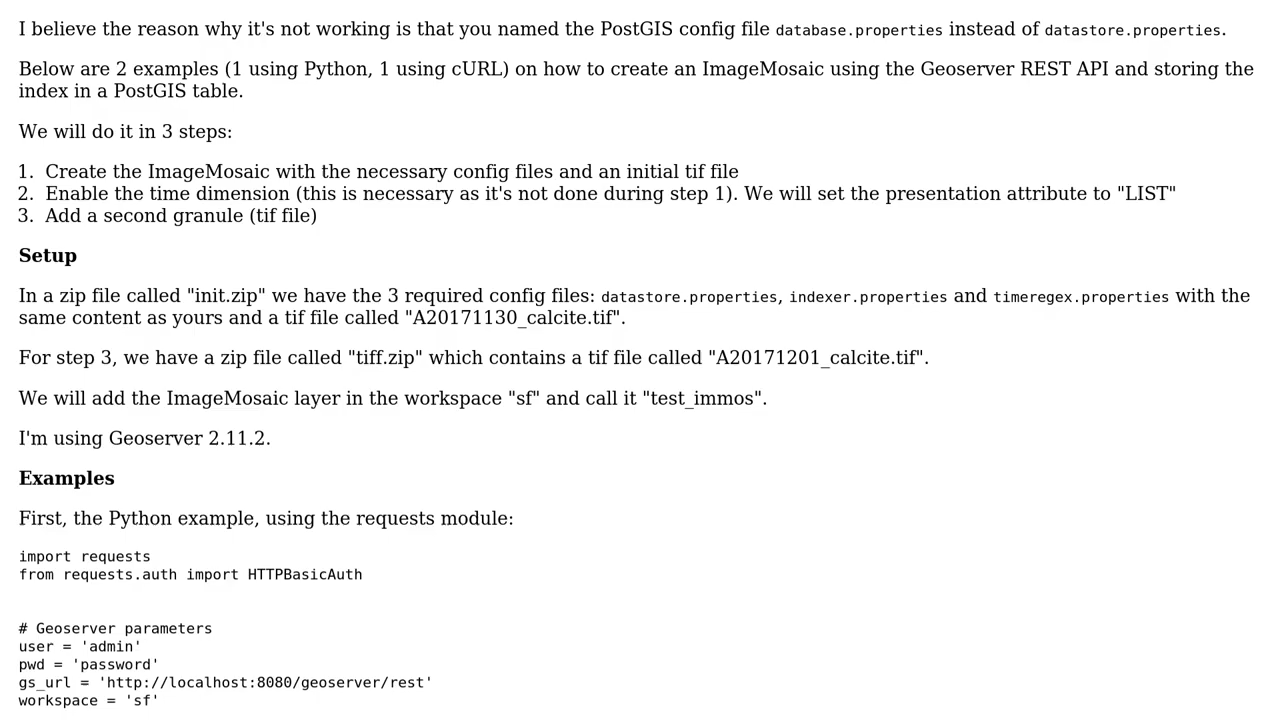 I believe the reason why it's not working is that you named the PostGIS config file database.properties instead of datastore.properties.
Below are 2 examples (1 using Python, 1 using cURL) on how to create an ImageMosaic using the Geoserver REST API and storing the
index in a PostGIS table.
We will do it in 3 steps:
1. Create the ImageMosaic with the necessary config files and an initial tif file
2. Enable the time dimension (this is necessary as it's not done during step 1). We will set the presentation attribute to "LIST"
3. Add a second granule (tif file)
Setup
In a zip file called "init.zip" we have the 3 required config files: datastore.properties, indexer.properties and timeregex.properties with the
same content as yours and a tif file called "A20171130_calcite.tif".
For step 3, we have a zip file called "tiff.zip" which contains a tif file called "A20171201_calcite.tif".
We will add the ImageMosaic layer in the workspace "sf" and call it "test_immos".
I'm using Geoserver 2.11.2.
Examples
First, the Python example, using the requests module:
import requests
from requests.auth import HTTPBasicAuth
# Geoserver parameters
user = 'admin'
pwd = 'password'
gs_url = 'http://localhost:8080/geoserver/rest'
workspace = 'sf'